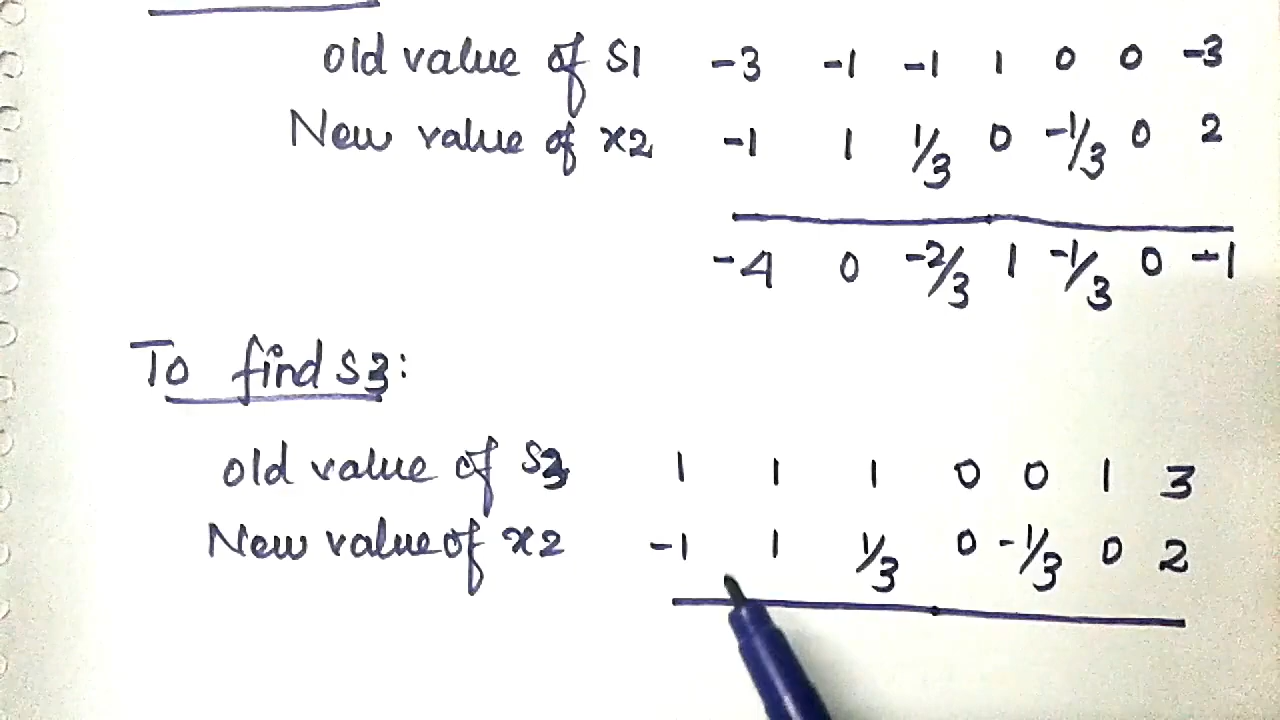 old value of S1 -3 -1 -1 1 0 0 -3
New value of x2 -1 1 1/3 0 -1/3 0 2
-4 0 -2/3 1 -1/3 0 -1
To find S3:
old value of S3 1 1 1 0 0 1 3
New value of x2 -1 1 1/3 0 -1/3 0 2